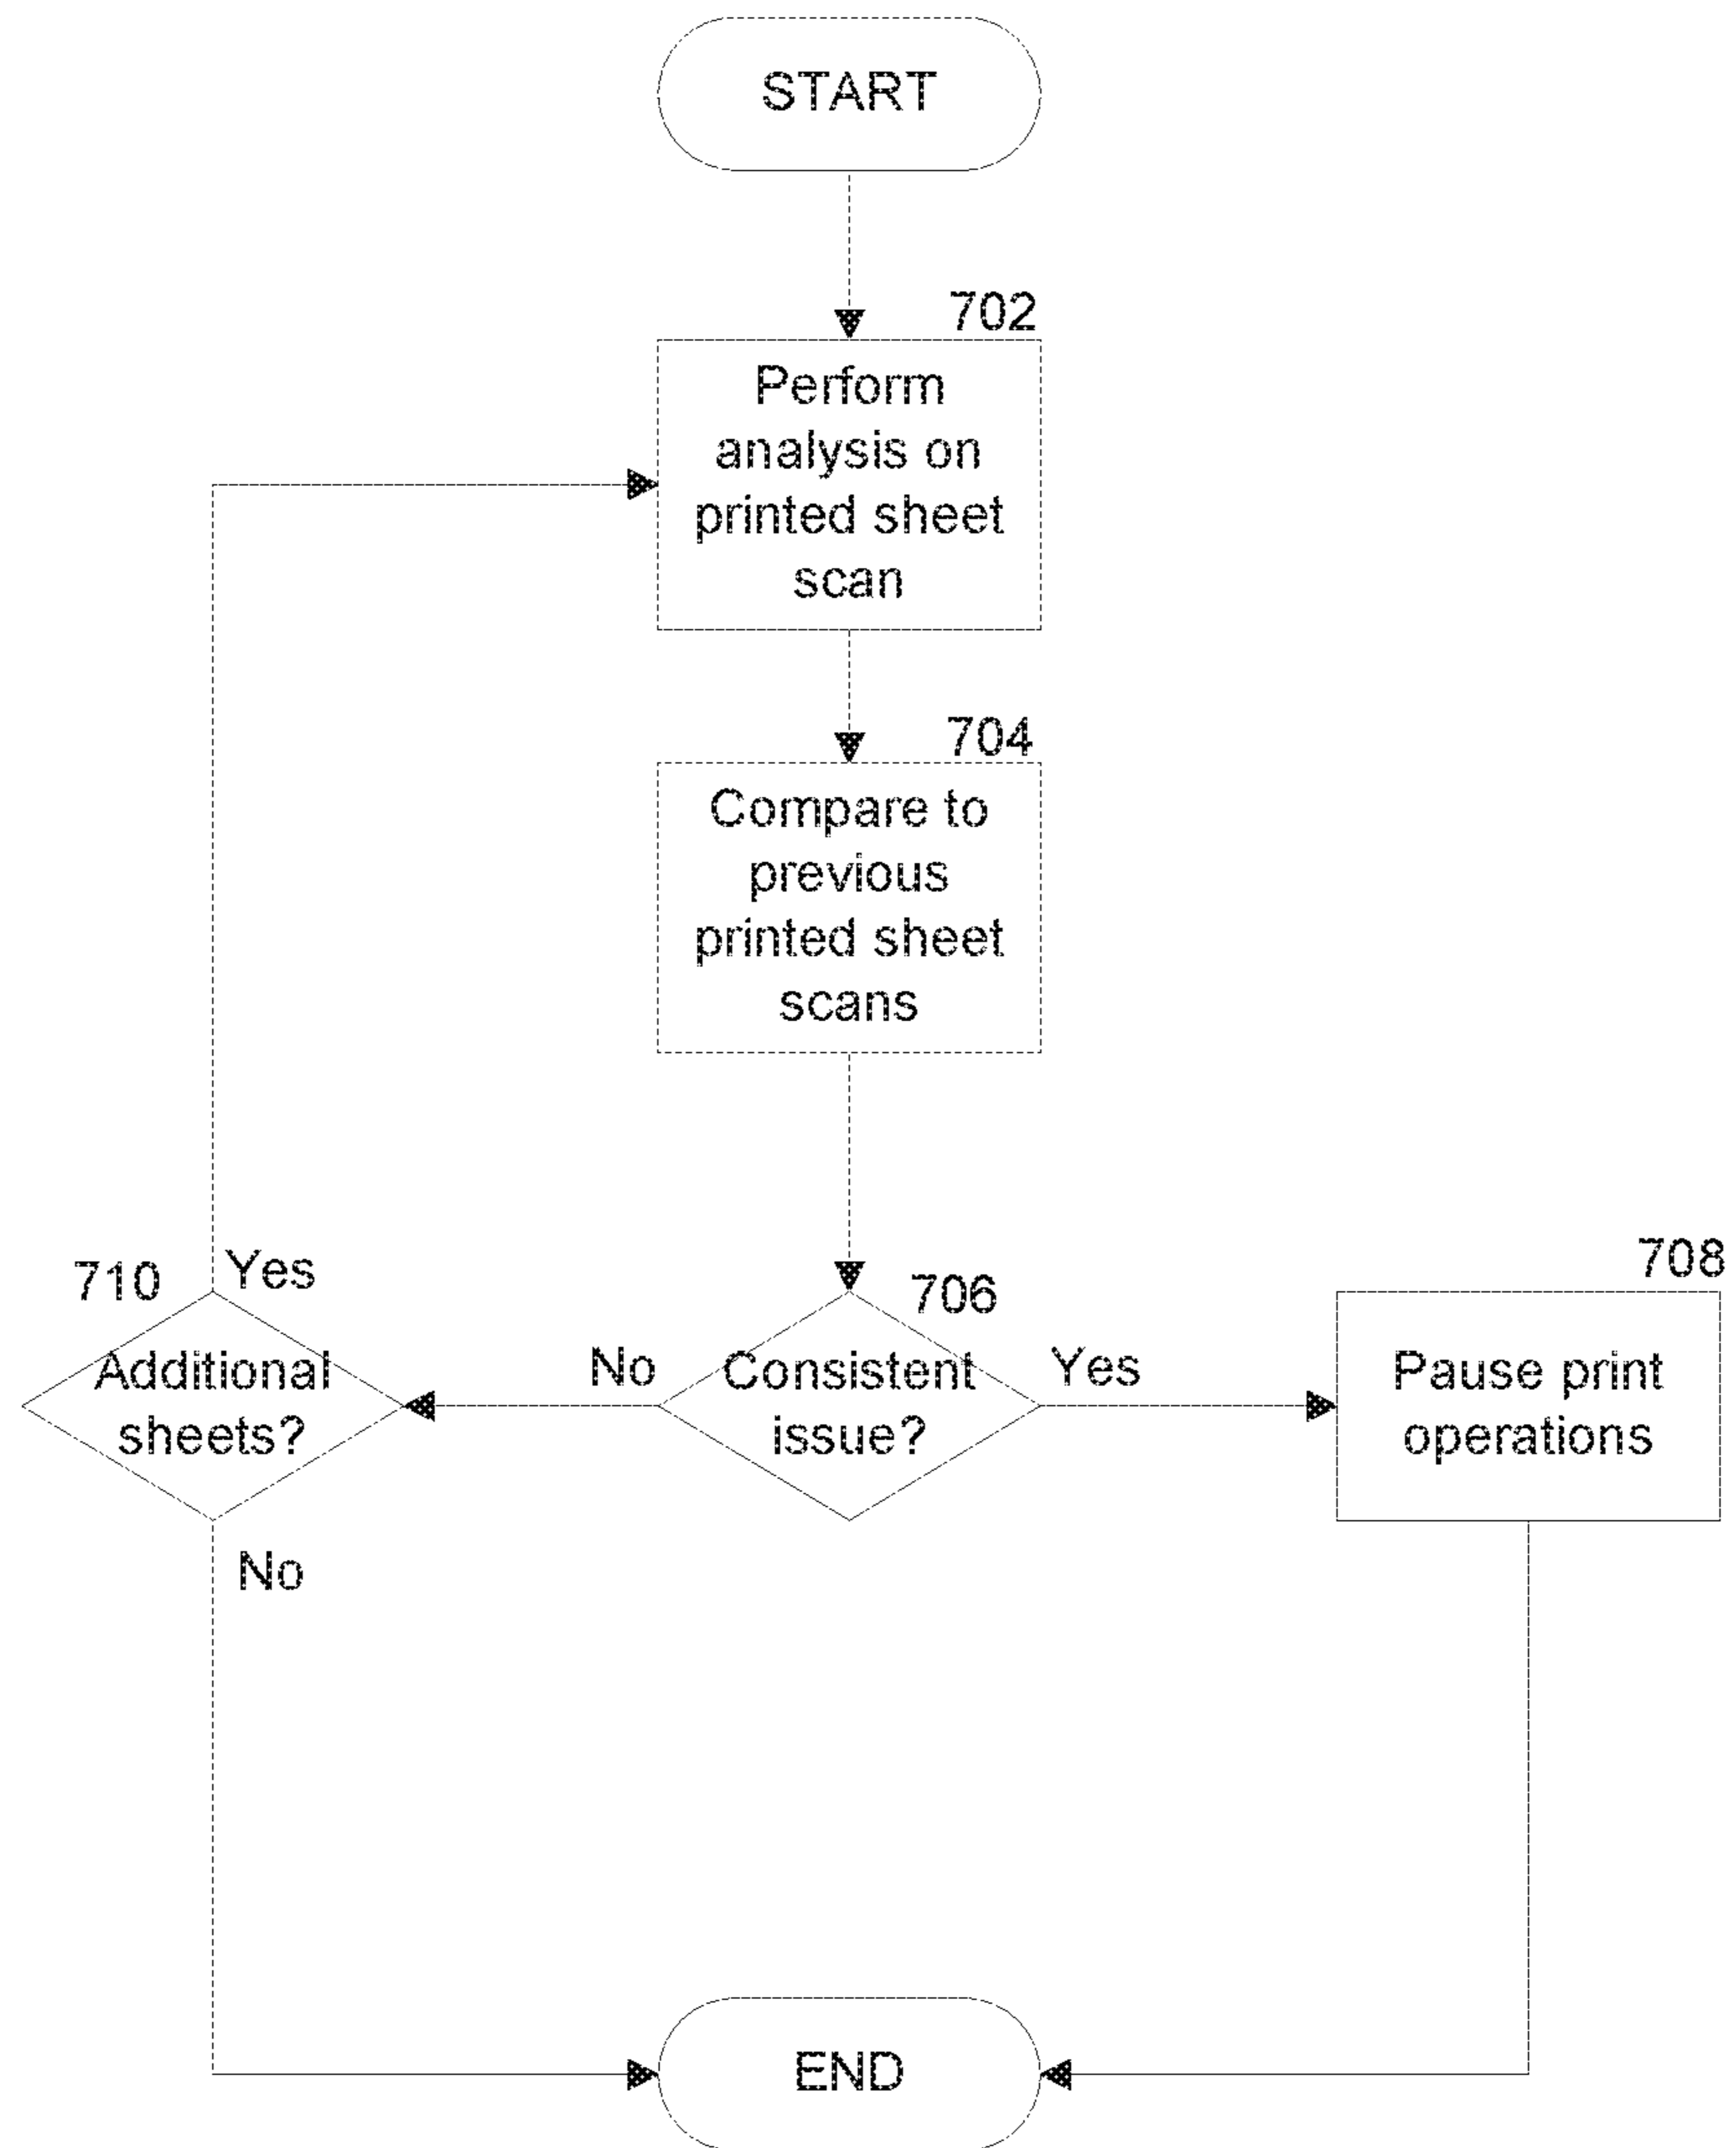 START
702
Perform
analysis on
printed sheet
scan
704
Compare to
previous
printed sheet
scans
710
Yes
Additional
sheets?
No
No
706
Consistent
issue?
Yes
708
Pause print
operations
END